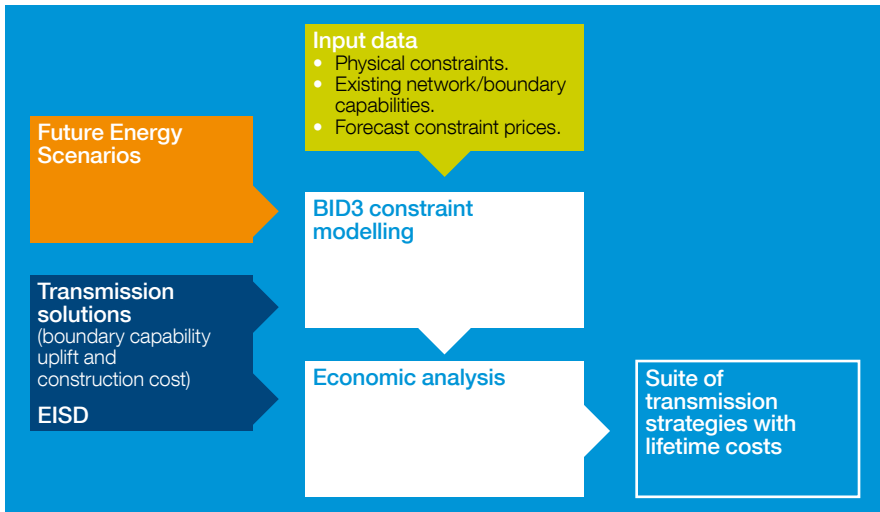 Input data
• Physical constraints.
• Existing network/boundary
capabilities.
• Forecast constraint prices.
Future Energy
Scenarios
BID3 constraint
modelling
Transmission
solutions
(boundary capability
uplift and
construction cost)
EISD
Economic analysis
Suite of
transmission
strategies with
lifetime costs